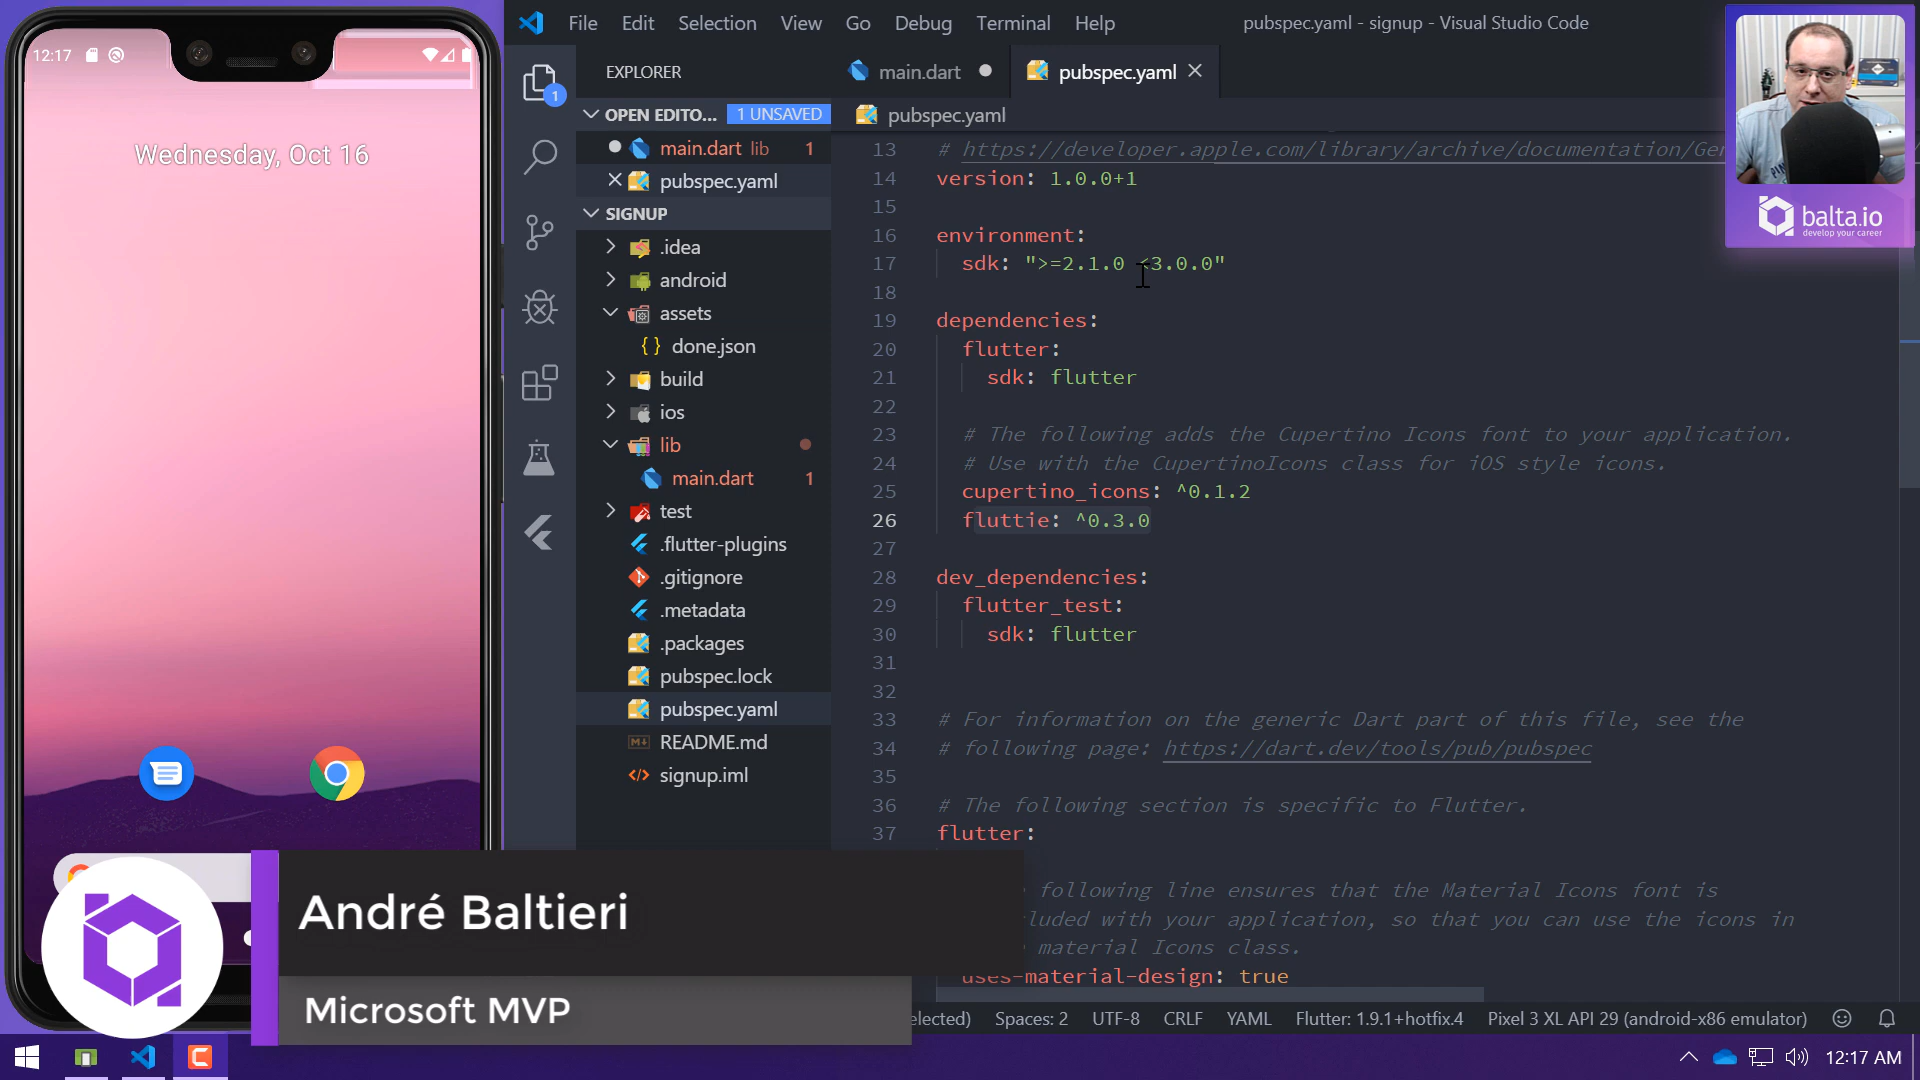 12:17
Wednesday, Oct 16
File Edit Selection View Go Debug Terminal Help
pubspec.yaml - signup - Visual Studio Code
EXPLORER
1
OPEN EDITO... 1 UNSAVED
main.dart lib 1
pubspec.yaml
SIGNUP
.idea
android
assets
{ } done.json
build
ios
lib
main.dart 1
test
.flutter-plugins
.gitignore
.metadata
.packages
pubspec.lock
pubspec.yaml
README.md
signup.iml
main.dart
pubspec.yaml
pubspec.yaml
13 # https://developer.apple.com/library/archive/documentation/Ge
14 version: 1.0.0+1
15
16 environment:
17 sdk: ">=2.1.0 <3.0.0"
18
19 dependencies:
20 flutter:
21 sdk: flutter
22
23 # The following adds the Cupertino Icons font to your application.
24 # Use with the CupertinoIcons class for iOS style icons.
25 cupertino_icons: ^0.1.2
26 fluttie: ^0.3.0
27
28 dev_dependencies:
29 flutter_test:
30 sdk: flutter
31
32
33 # For information on the generic Dart part of this file, see the
34 # following page: https://dart.dev/tools/pub/pubspec
35
36 # The following section is specific to Flutter.
37 flutter:
following line ensures that the Material Icons font is
cluded with your application, so that you can use the icons in
material Icons class.
uses-material-design: true
balta.io
develop your career
André Baltieri
Microsoft MVP
elected) Spaces: 2 UTF-8 CRLF YAML Flutter: 1.9.1+hotfix.4 Pixel 3 XL API 29 (android-x86 emulator)
12:17 AM